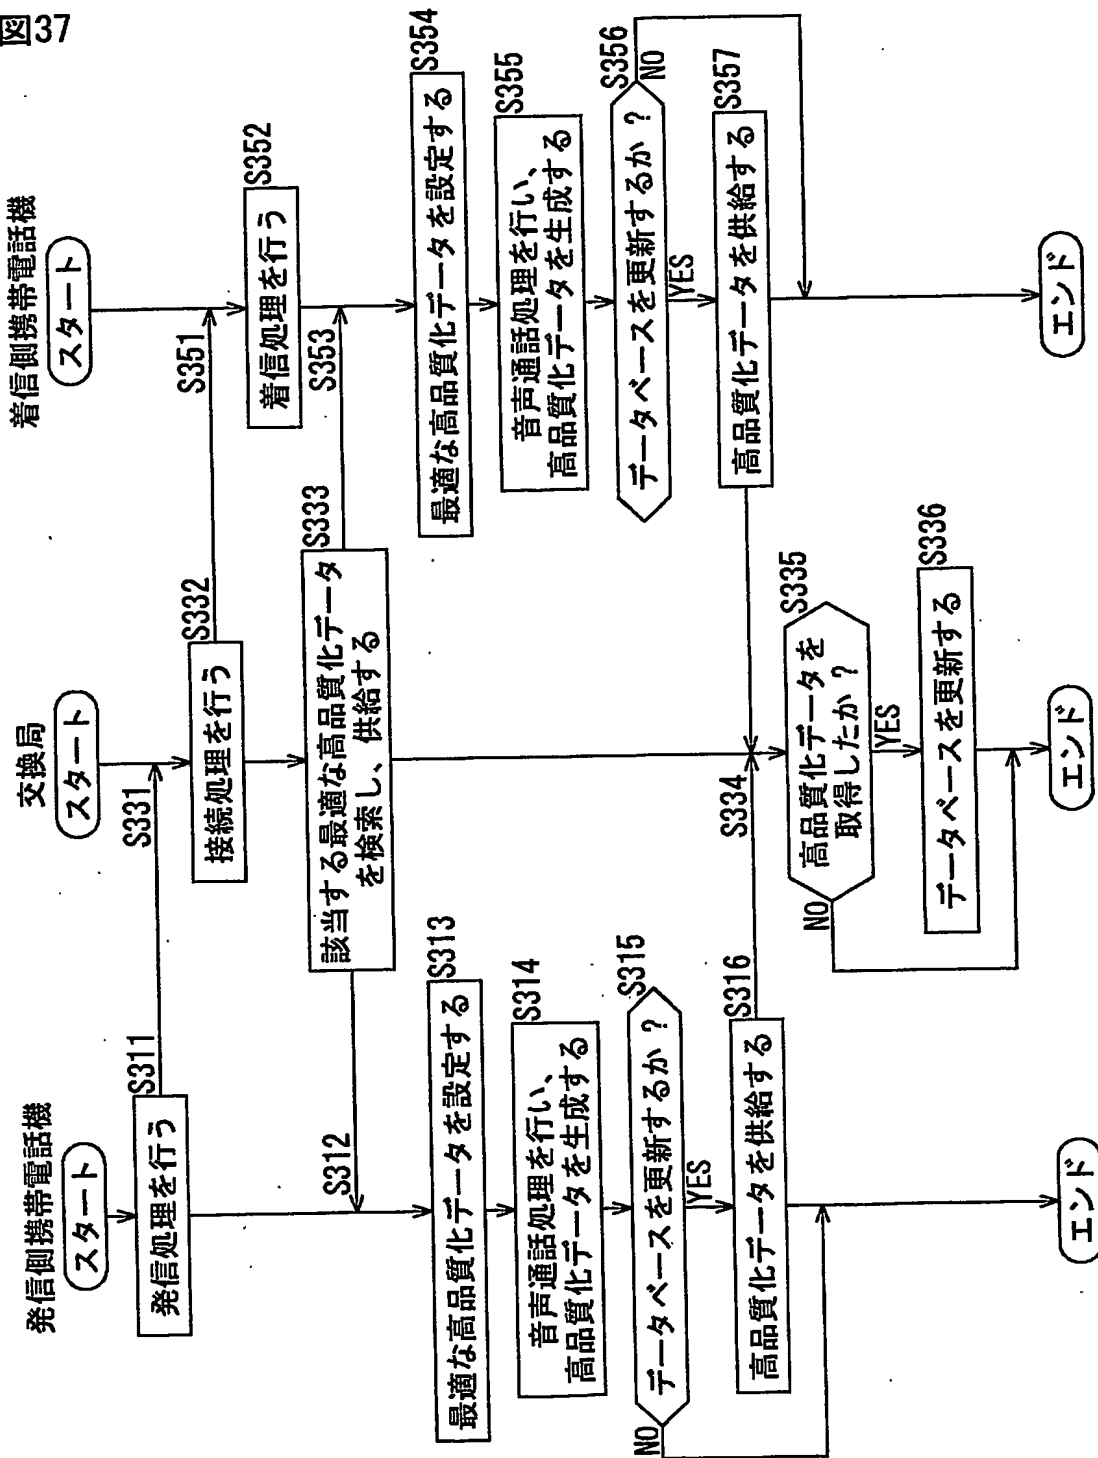 図37
発信側携帯電話機
スタート
S311
発信処理を行う
S312
S313
最適な高品質化データを設定する
S314
音声通話処理を行い、
高品質化データを生成する
S315
データベースを更新するか?
YES
NO
S316
高品質化データを供給する
エンド
交換局
スタート
S331
S332
接続処理を行う
S333
該当する最適な高品質化データ
を検索し、供給する
S334
S335
高品質化データを
取得したか?
YES
NO
S336
データベースを更新する
エンド
着信側携帯電話機
スタート
S351
S352
着信処理を行う
S353
S354
最適な高品質化データを設定する
S355
音声通話処理を行い、
高品質化データを生成する
S356
データベースを更新するか?
NO
YES
S357
高品質化データを供給する
エンド